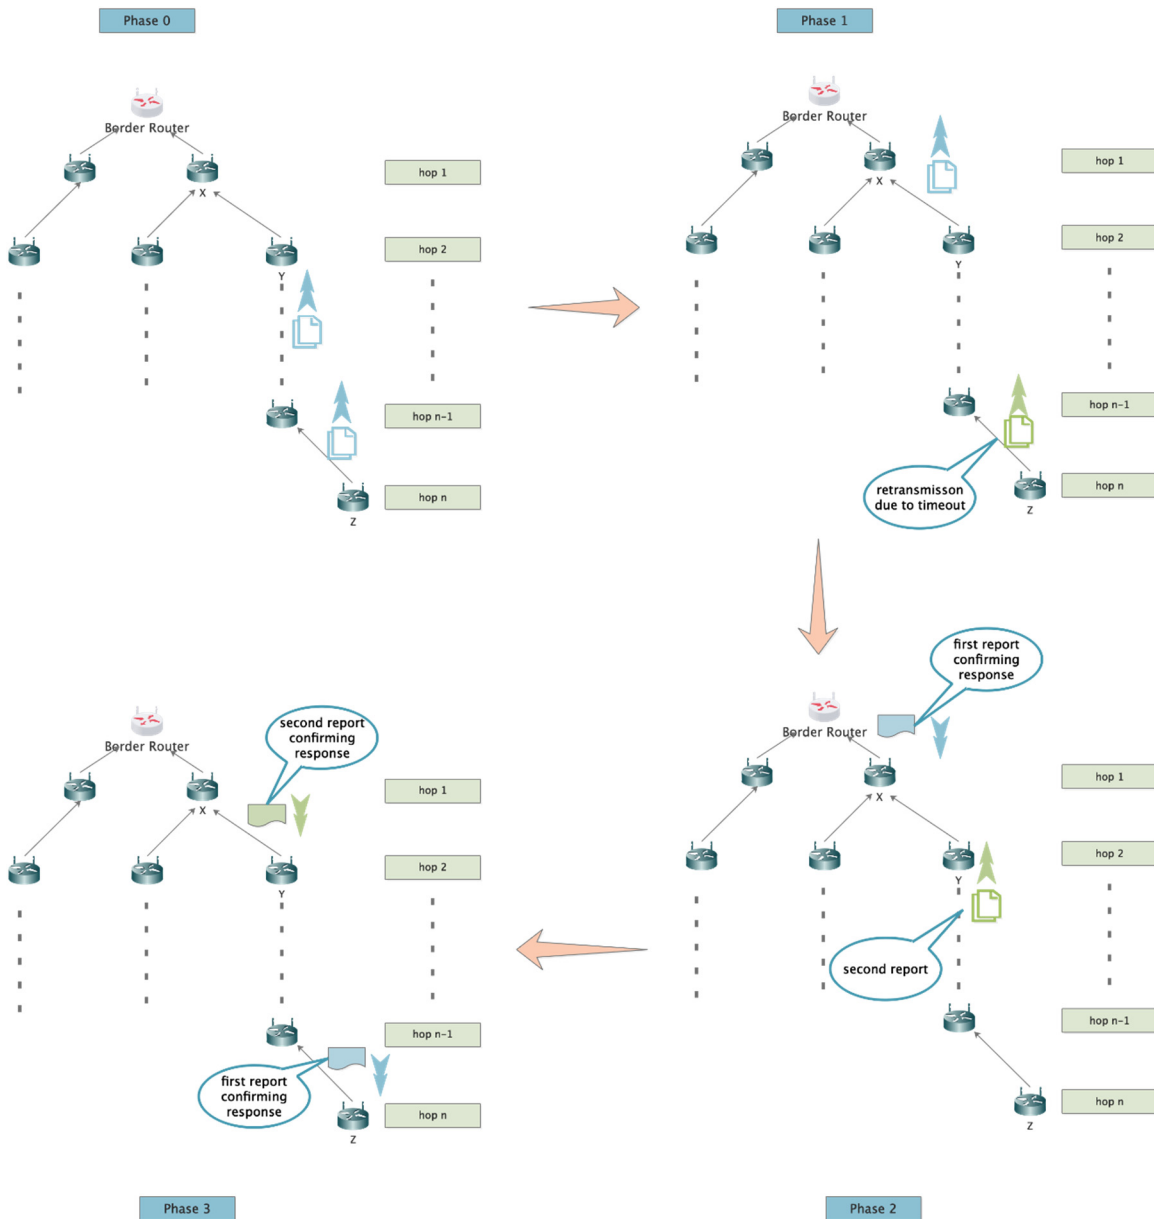 Phase 0
Border Router
hop 1
X
hop 2
Y
hop n-1
hop n
Z
Phase 1
Border Router
hop 1
X
hop 2
Y
hop n-1
retransmisson
due to timeout
hop n
Z
first report
confirming
response
Border Router
hop 1
X
hop 2
Y
second report
hop n-1
hop n
Z
Phase 2
second report
confirming
response
Border Router
hop 1
X
hop 2
Y
hop n-1
first report
confirming
response
hop n
Z
Phase 3